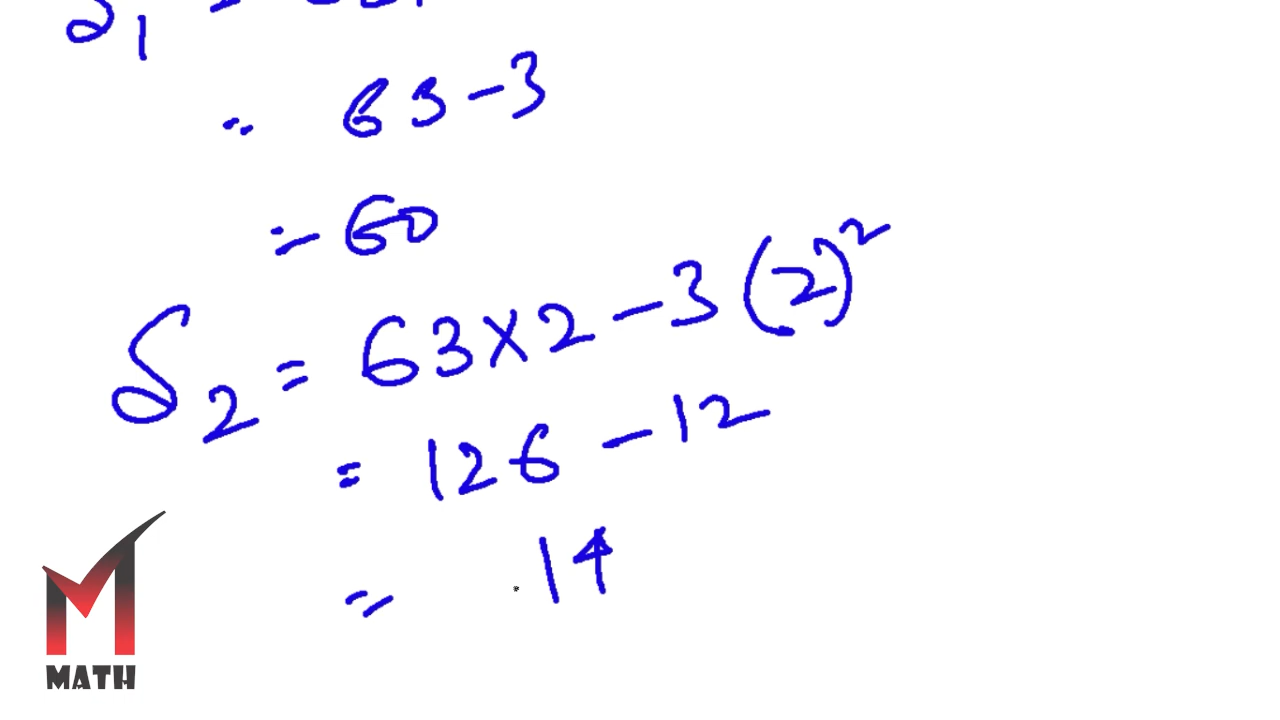 = 63 - 3
= 60
S₂ = 63 × 2 - 3 (2)²
= 126 - 12
= 14
MATH